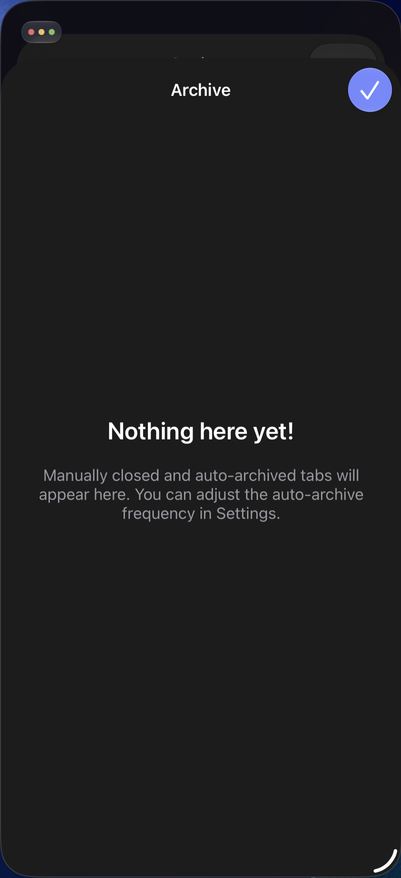 Archive
Nothing here yet!
Manually closed and auto-archived tabs will
appear here. You can adjust the auto-archive
frequency in Settings.